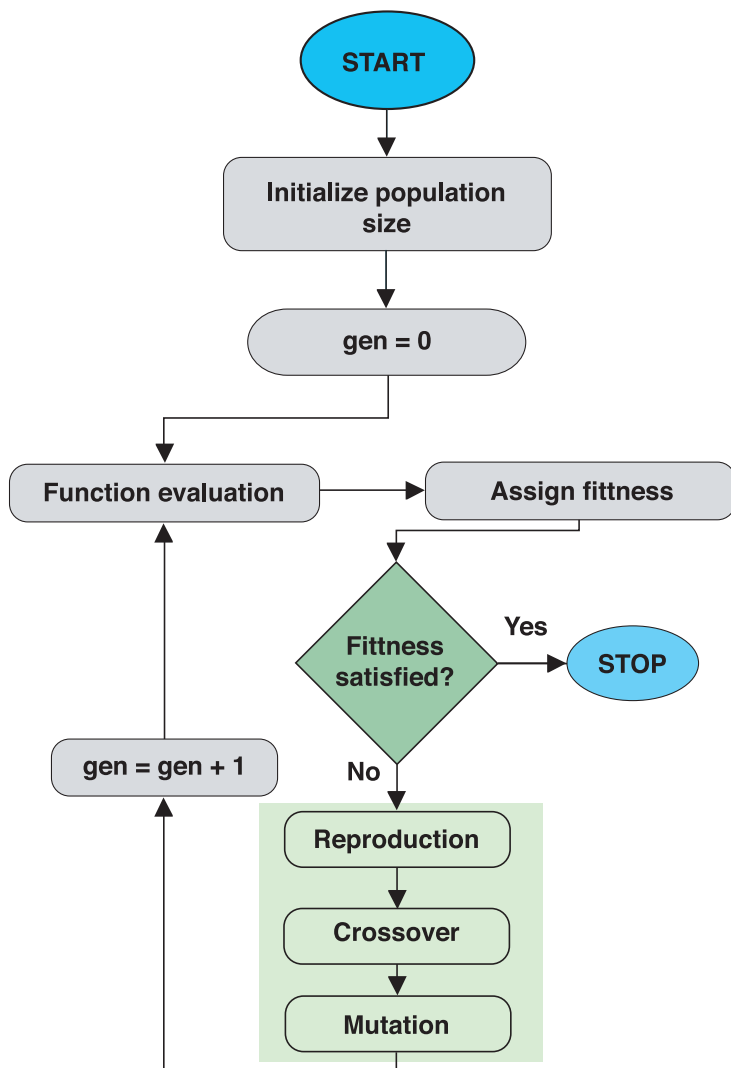 START
Initialize population
size
gen = 0
Function evaluation
Assign fittness
Fittness
satisfied?
Yes
STOP
No
gen = gen + 1
Reproduction
Crossover
Mutation